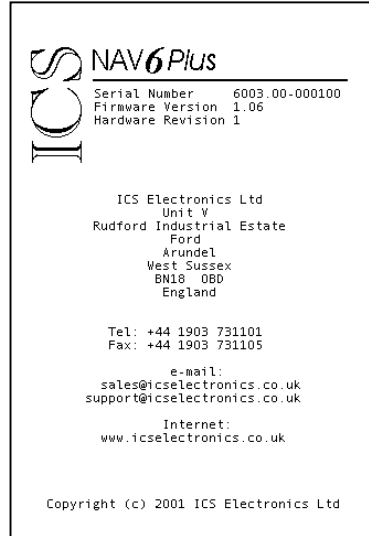 ICS
NAV6 Plus
Serial Number 6003.00-000100
Firmware Version 1.06
Hardware Revision 1
ICS Electronics Ltd
Unit V
Rudford Industrial Estate
Ford
Arundel
West Sussex
BN18 0BD
England
Tel: +44 1903 731101
Fax: +44 1903 731105
e-mail:
sales@icselectronics.co.uk
support@icselectronics.co.uk
Internet:
www.icselectronics.co.uk
Copyright (c) 2001 ICS Electronics Ltd